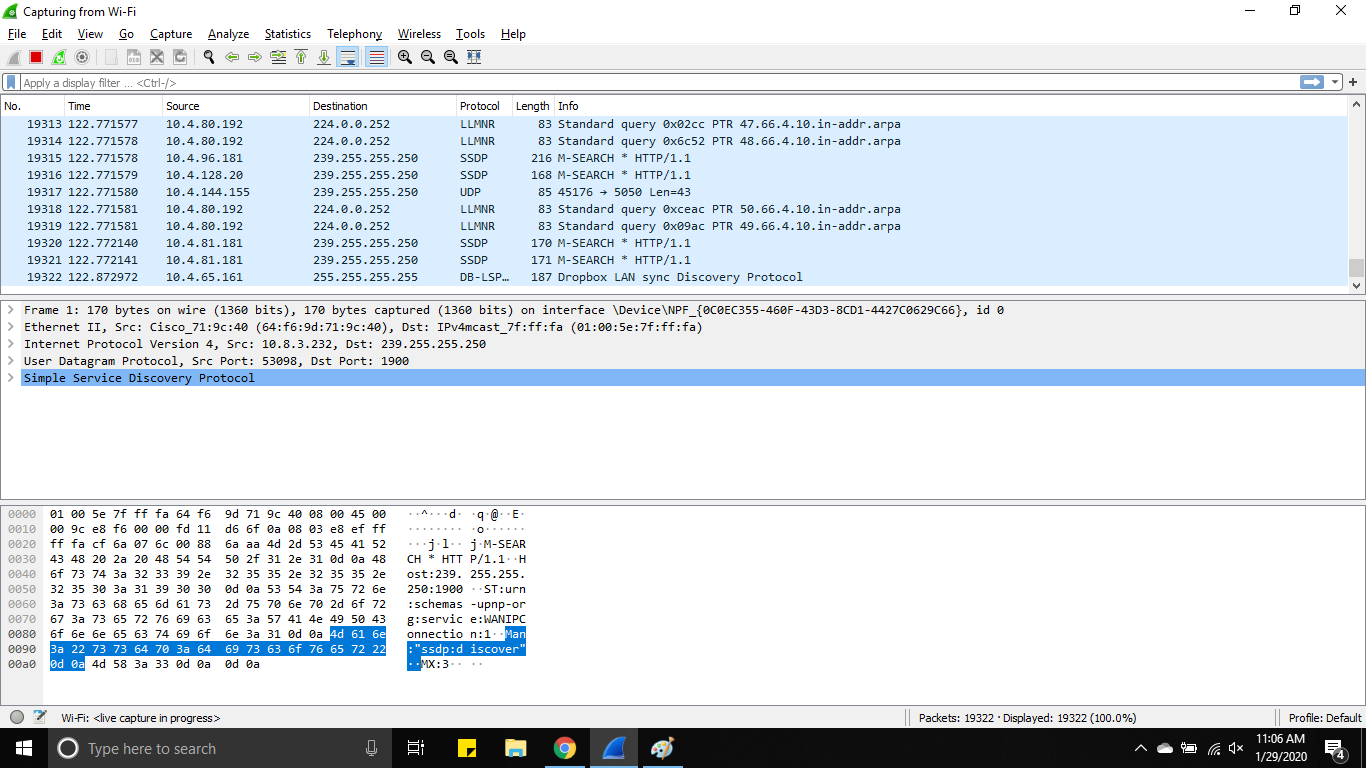 Capturing from Wi-Fi
File Edit View Go Capture Analyze Statistics Telephony Wireless Tools Help
Apply a display filter ... <Ctrl-/>
No. Time Source Destination Protocol Length Info
19313 122.771577 10.4.80.192 224.0.0.252 LLMNR 83 Standard query 0x02cc PTR 47.66.4.10.in-addr.arpa
19314 122.771578 10.4.80.192 224.0.0.252 LLMNR 83 Standard query 0x6c52 PTR 48.66.4.10.in-addr.arpa
19315 122.771578 10.4.96.181 239.255.255.250 SSDP 216 M-SEARCH * HTTP/1.1
19316 122.771579 10.4.128.20 239.255.255.250 SSDP 168 M-SEARCH * HTTP/1.1
19317 122.771580 10.4.144.155 239.255.255.250 UDP 85 45176 → 5050 Len=43
19318 122.771581 10.4.80.192 224.0.0.252 LLMNR 83 Standard query 0xceac PTR 50.66.4.10.in-addr.arpa
19319 122.771581 10.4.80.192 224.0.0.252 LLMNR 83 Standard query 0x09ac PTR 49.66.4.10.in-addr.arpa
19320 122.772140 10.4.81.181 239.255.255.250 SSDP 170 M-SEARCH * HTTP/1.1
19321 122.772141 10.4.81.181 239.255.255.250 SSDP 171 M-SEARCH * HTTP/1.1
19322 122.872972 10.4.65.161 255.255.255.255 DB-LSP… 187 Dropbox LAN sync Discovery Protocol
Frame 1: 170 bytes on wire (1360 bits), 170 bytes captured (1360 bits) on interface \Device\NPF_{0C0EC355-460F-43D3-8CD1-4427C0629C66}, id 0
Ethernet II, Src: Cisco_71:9c:40 (64:f6:9d:71:9c:40), Dst: IPv4mcast_7f:ff:fa (01:00:5e:7f:ff:fa)
Internet Protocol Version 4, Src: 10.8.3.232, Dst: 239.255.255.250
User Datagram Protocol, Src Port: 53098, Dst Port: 1900
Simple Service Discovery Protocol
0000 01 00 5e 7f ff fa 64 f6 9d 71 9c 40 08 00 45 00 ··^···d· ·q·@··E·
0010 00 9c e8 f6 00 00 fd 11 d6 6f 0a 08 03 e8 ef ff ········ ·o······
0020 ff fa cf 6a 07 6c 00 88 6a aa 4d 2d 53 45 41 52 ···j·l·· j·M-SEAR
0030 43 48 20 2a 20 48 54 54 50 2f 31 2e 31 0d 0a 48 CH * HTT P/1.1··H
0040 6f 73 74 3a 32 33 39 2e 32 35 35 2e 32 35 35 2e ost:239. 255.255.
0050 32 35 30 3a 31 39 30 30 0d 0a 53 54 3a 75 72 6e 250:1900 ··ST:urn
0060 3a 73 63 68 65 6d 61 73 2d 75 70 6e 70 2d 6f 72 :schemas -upnp-or
0070 67 3a 73 65 72 76 69 63 65 3a 57 41 4e 49 50 43 g:servic e:WANIPC
0080 6f 6e 6e 65 63 74 69 6f 6e 3a 31 0d 0a 4d 61 6e onnectio n:1··Man
0090 3a 22 73 73 64 70 3a 64 69 73 63 6f 76 65 72 22 :"ssdp:d iscover"
00a0 0d 0a 4d 58 3a 33 0d 0a 0d 0a ··MX:3·· ··
Wi-Fi: <live capture in progress> Packets: 19322 · Displayed: 19322 (100.0%) Profile: Default
Type here to search
11:06 AM
1/29/2020
4